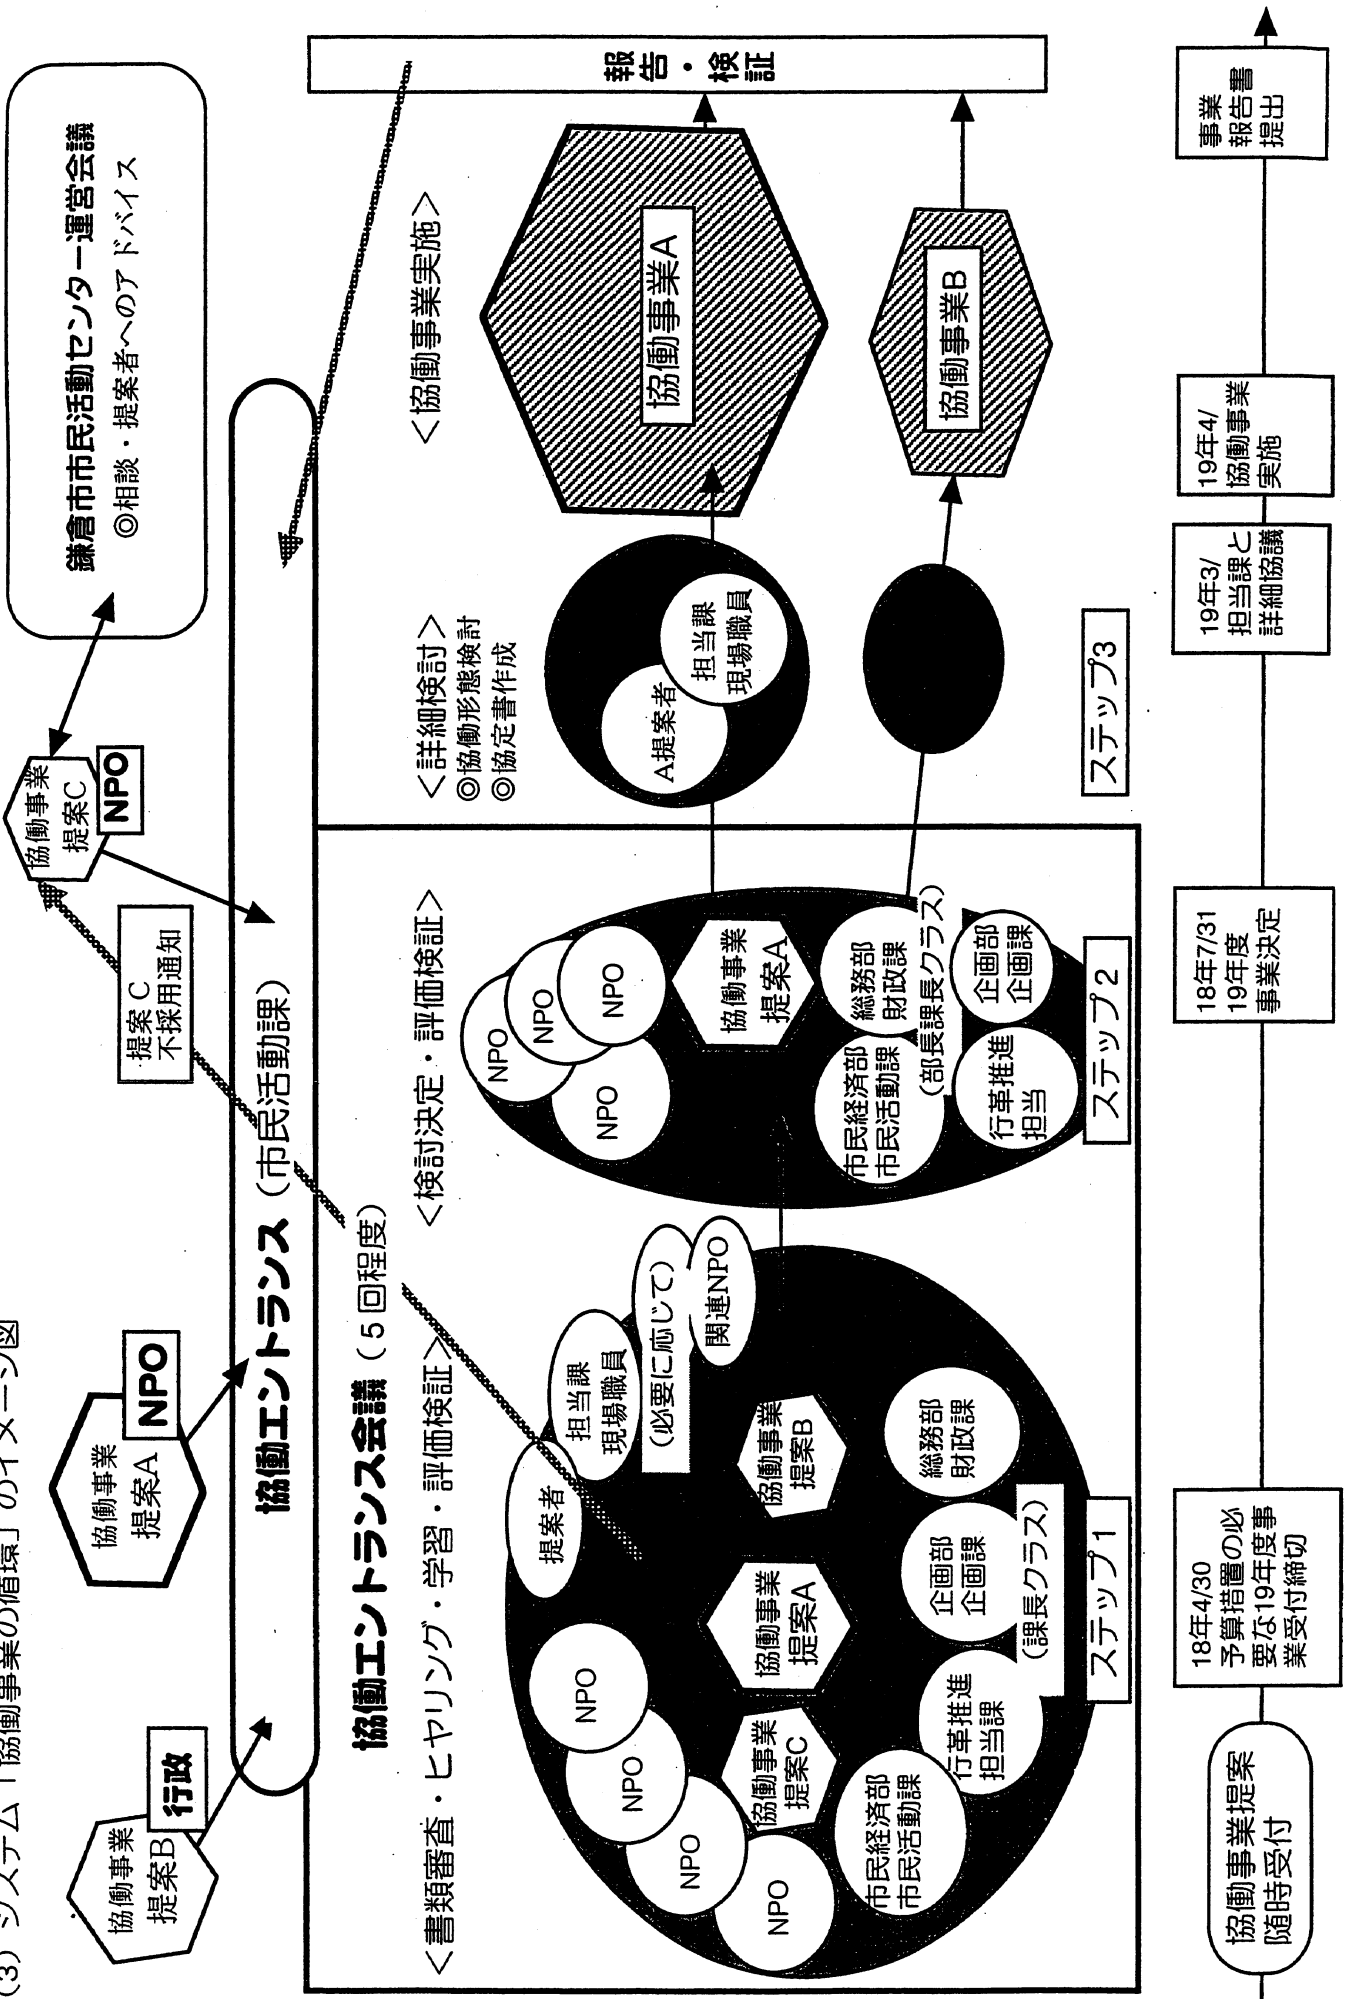 (3) システム「協働事業の循環」のイメージ図
協働事業
提案B
行政
協働事業
提案A
NPO
協働事業
提案C
NPO
鎌倉市市民活動センター運営会議
◎相談・提案者へのアドバイス
提案C
不採用通知
協働エントランス(市民活動課)
協働エントランス会議(5回程度)
<書類審査・ヒヤリング・学習・評価検証>
<検討決定・評価検証>
<詳細検討>
◎協働形態検討
◎協定書作成
<協働事業実施>
報告・検証
NPO
NPO
NPO
NPO
提案者
担当課
現場職員
(必要に応じて)
関連NPO
協働事業
提案C
協働事業
提案A
協働事業
提案B
市民経済部
市民活動課
行革推進
担当課
企画部
企画課
総務部
財政課
(課長クラス)
ステップ1
NPO
NPO
NPO
NPO
協働事業
提案A
市民経済部
市民活動課
総務部
財政課
(部長課長クラス)
行革推進
担当
企画部
企画課
ステップ2
A提案者
担当課
現場職員
ステップ3
協働事業A
協働事業B
協働事業提案
随時受付
18年4/30
予算措置の必
要な19年度事
業受付締切
18年7/31
19年度
事業決定
19年3/
担当課と
詳細協議
19年4/
協働事業
実施
事業
報告書
提出